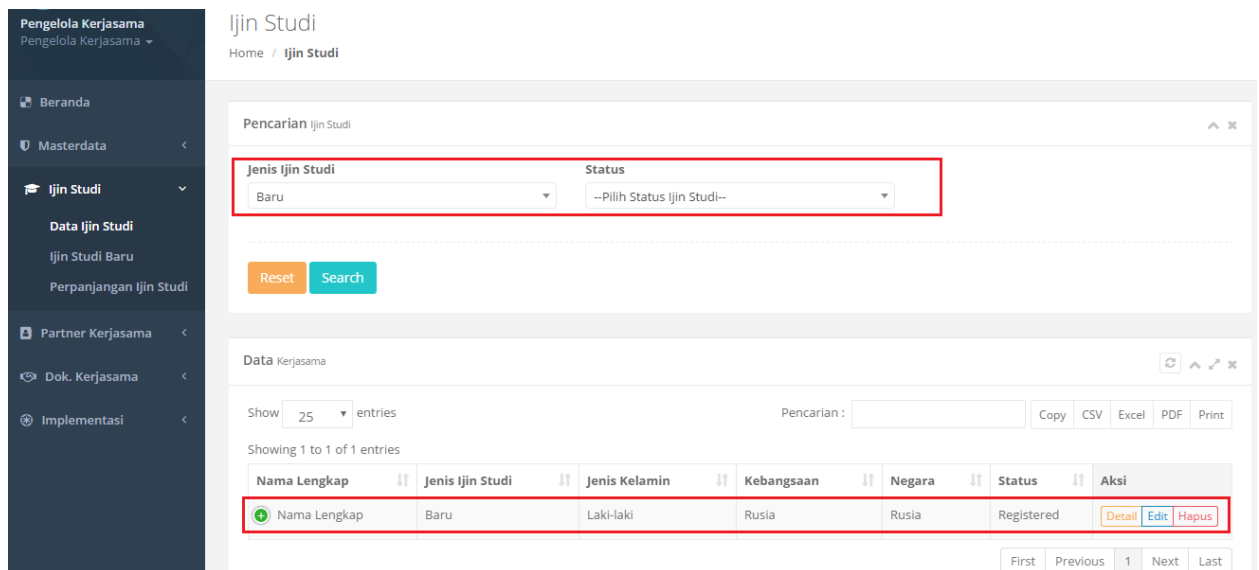 Pengelola Kerjasama
Pengelola Kerjasama
Beranda
Masterdata
Ijin Studi
Data Ijin Studi
Ijin Studi Baru
Perpanjangan Ijin Studi
Partner Kerjasama
Dok. Kerjasama
Implementasi
Ijin Studi
Home / Ijin Studi
Pencarian Ijin Studi
Jenis Ijin Studi Status
Baru --Pilih Status Ijin Studi--
Reset Search
Data Kerjasama
Show 25 entries Pencarian : Copy CSV Excel PDF Print
Showing 1 to 1 of 1 entries
Nama Lengkap Jenis Ijin Studi Jenis Kelamin Kebangsaan Negara Status Aksi
Nama Lengkap Baru Laki-laki Rusia Rusia Registered Detail Edit Hapus
First Previous 1 Next Last